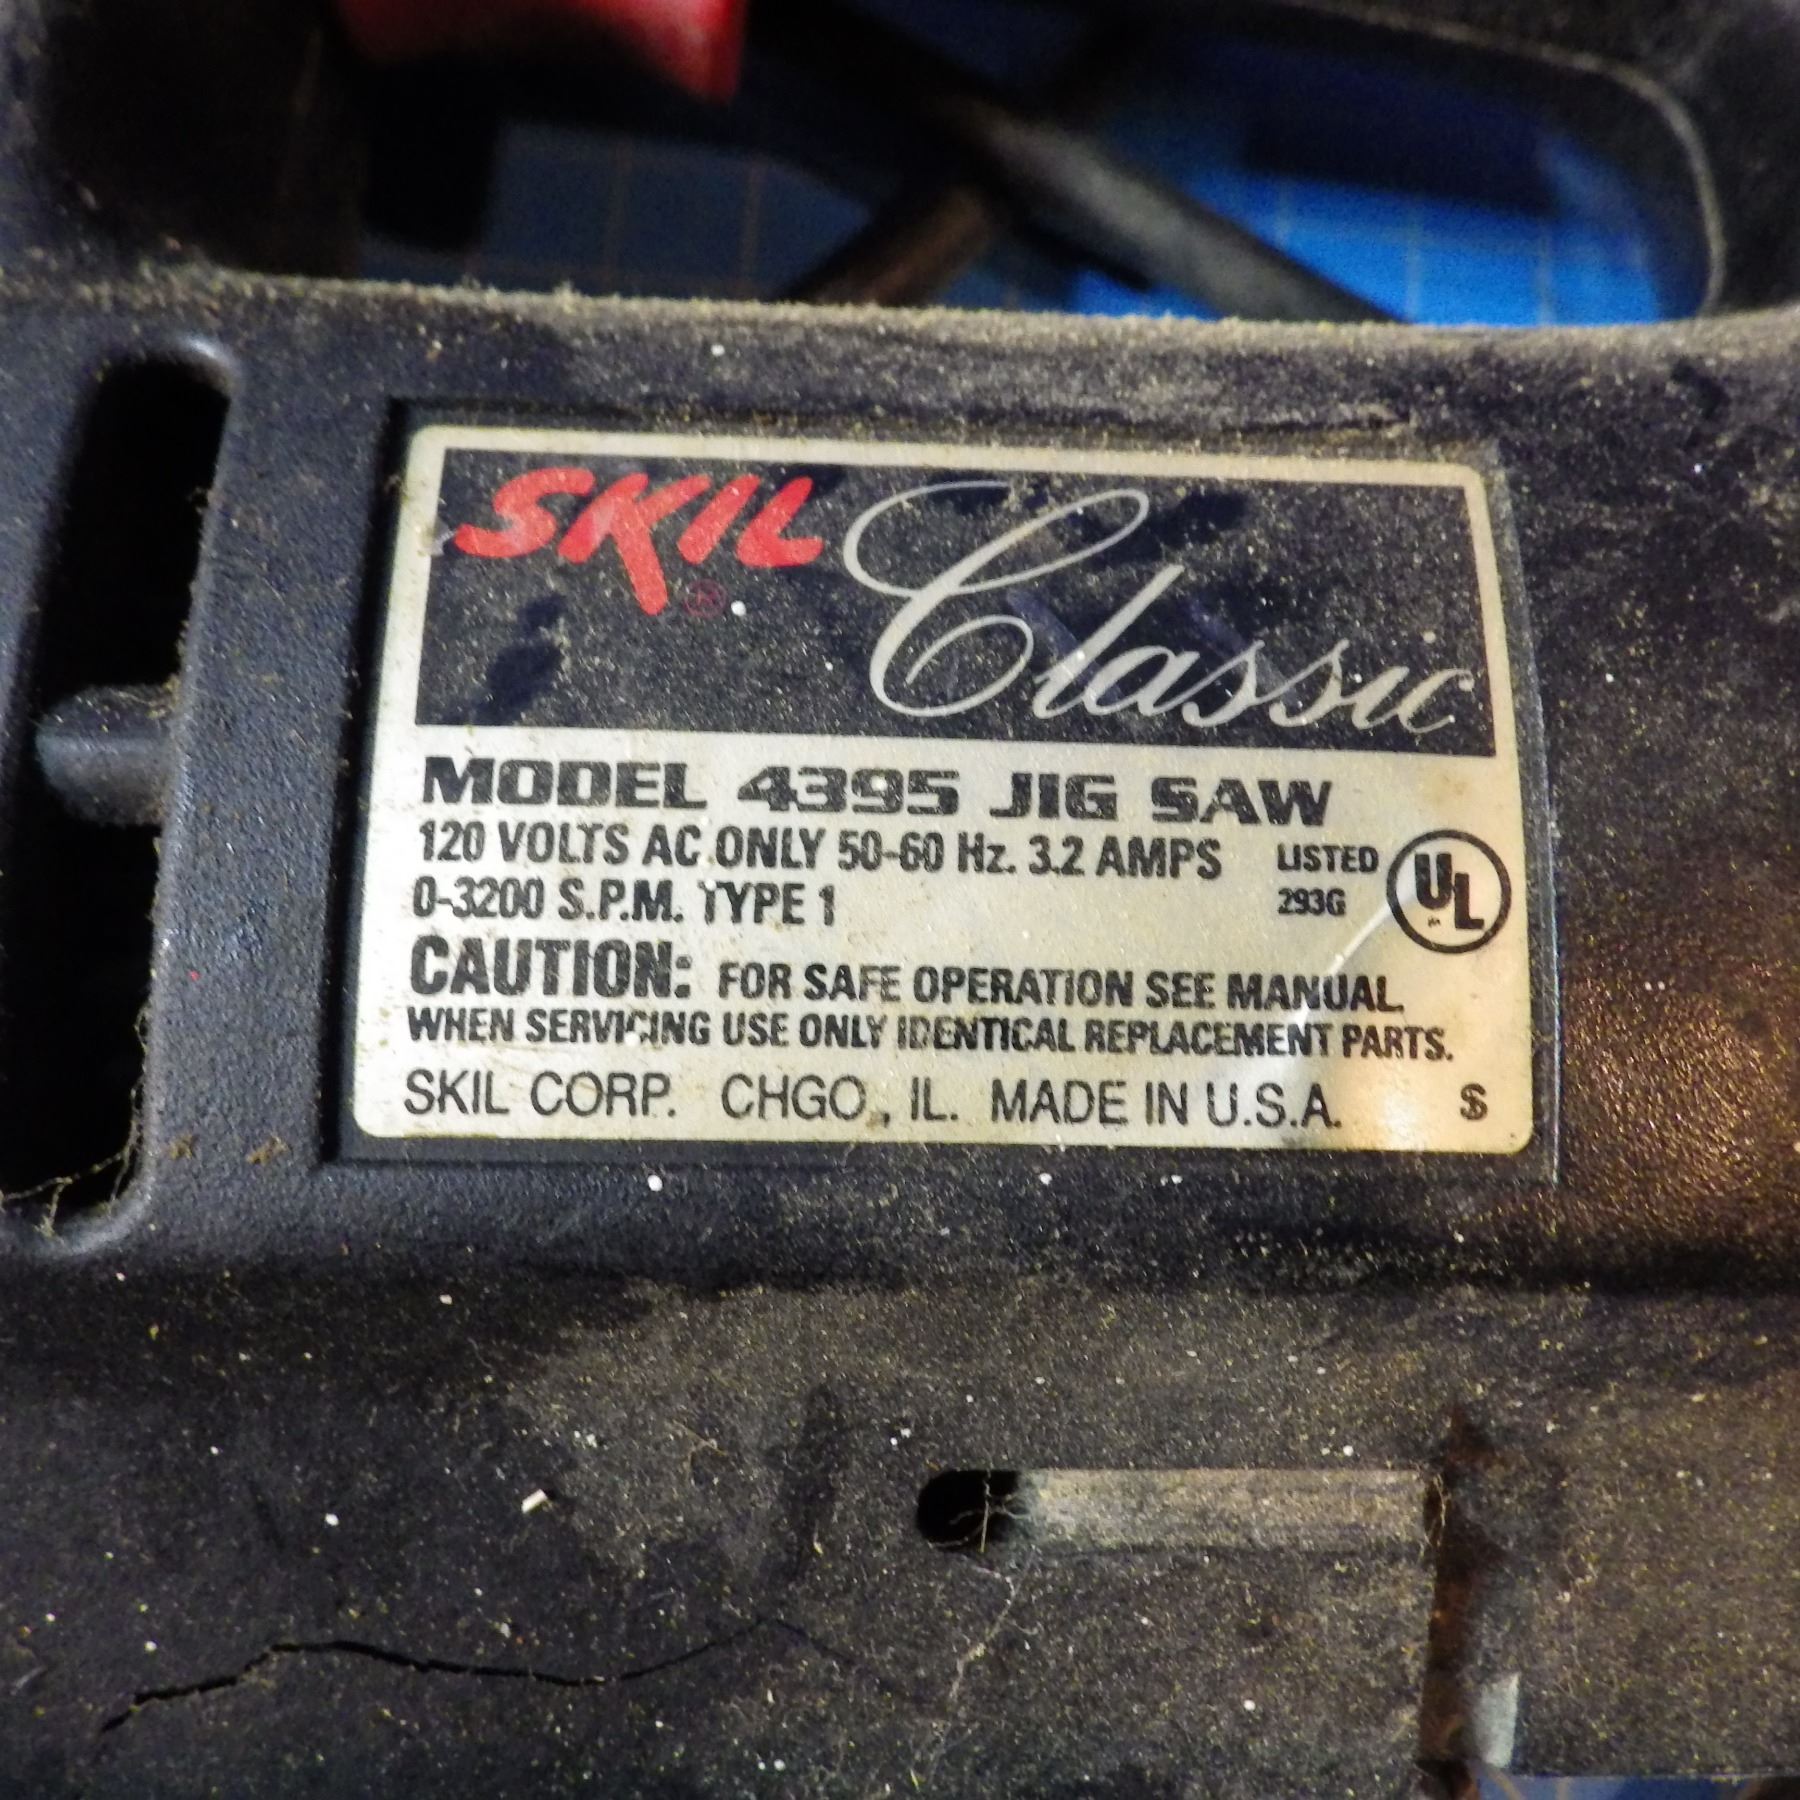 SKIL® Classic
MODEL 4395 JIG SAW
120 VOLTS AC ONLY 50-60 Hz. 3.2 AMPS
0-3200 S.P.M. TYPE 1
LISTED
293G
UL
CAUTION: FOR SAFE OPERATION SEE MANUAL.
WHEN SERVICING USE ONLY IDENTICAL REPLACEMENT PARTS.
SKIL CORP. CHGO., IL. MADE IN U.S.A. S